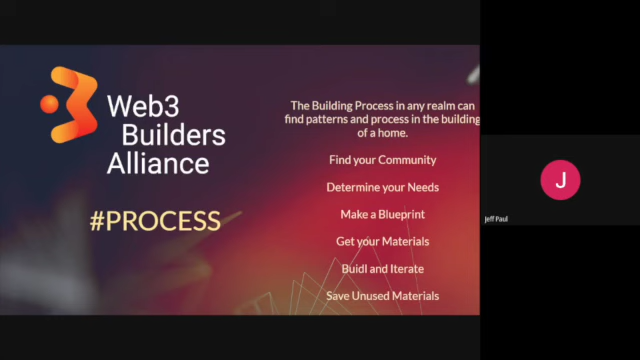 Web3
Builders
Alliance
#PROCESS
The Building Process in any realm can
find patterns and process in the building
of a home.
Find your Community
Determine your Needs
Make a Blueprint
Get your Materials
Buidl and Iterate
Save Unused Materials
J
Jeff Paul